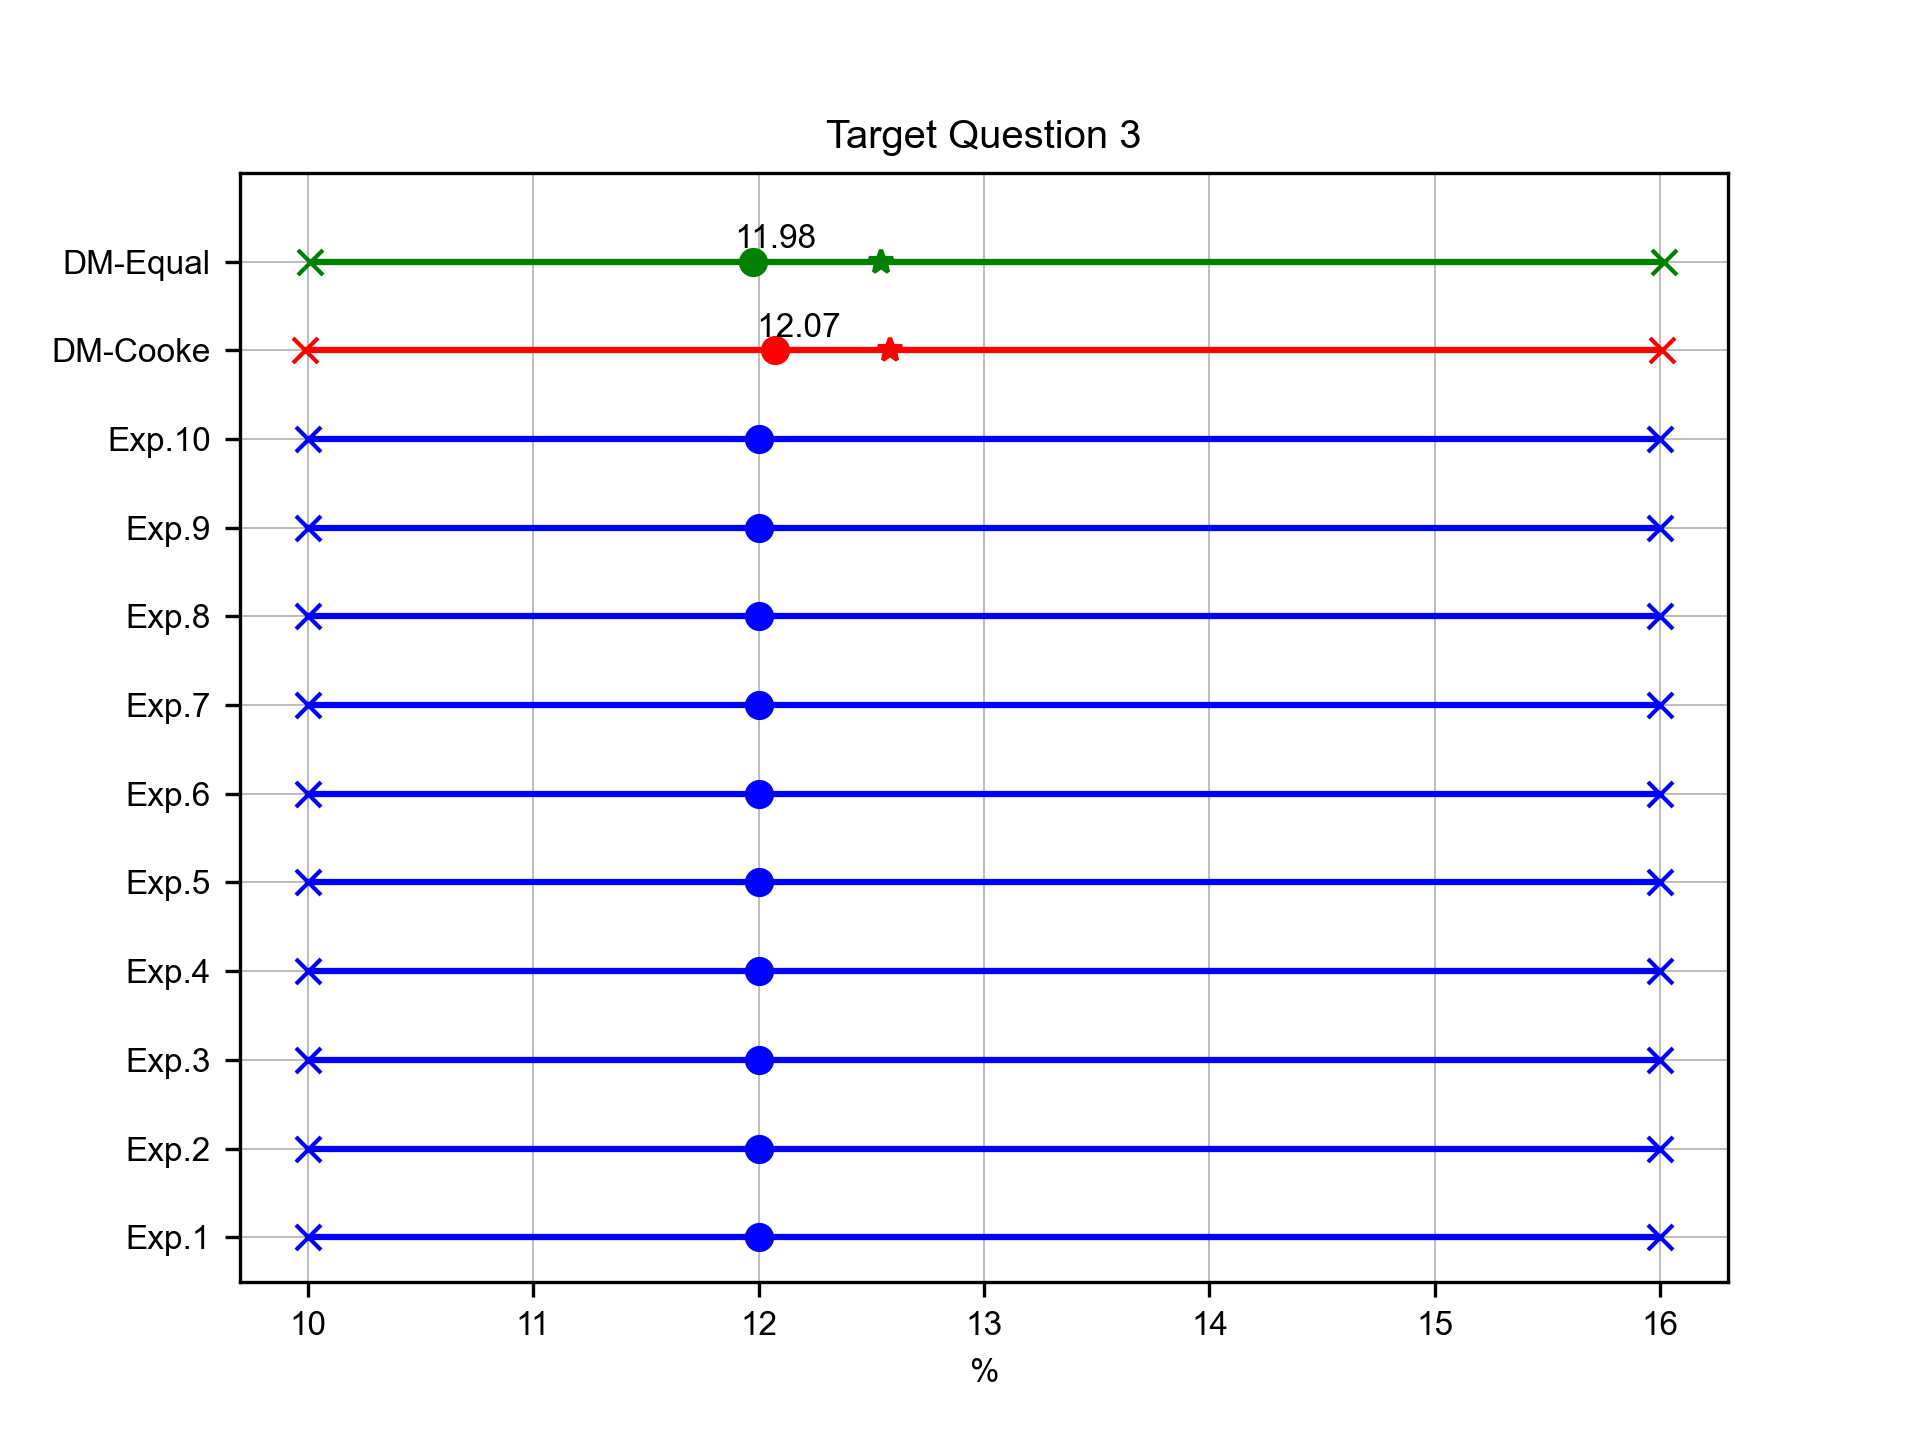 Target Question 3
11.98
DM-Equal
12.07
DM-Cooke
Exp.10
Exp.9
Exp.8
Exp.7
Exp.6
Exp.5
Exp.4
Exp.3
Exp.2
Exp.1
10 11 12 13 14 15 16
%